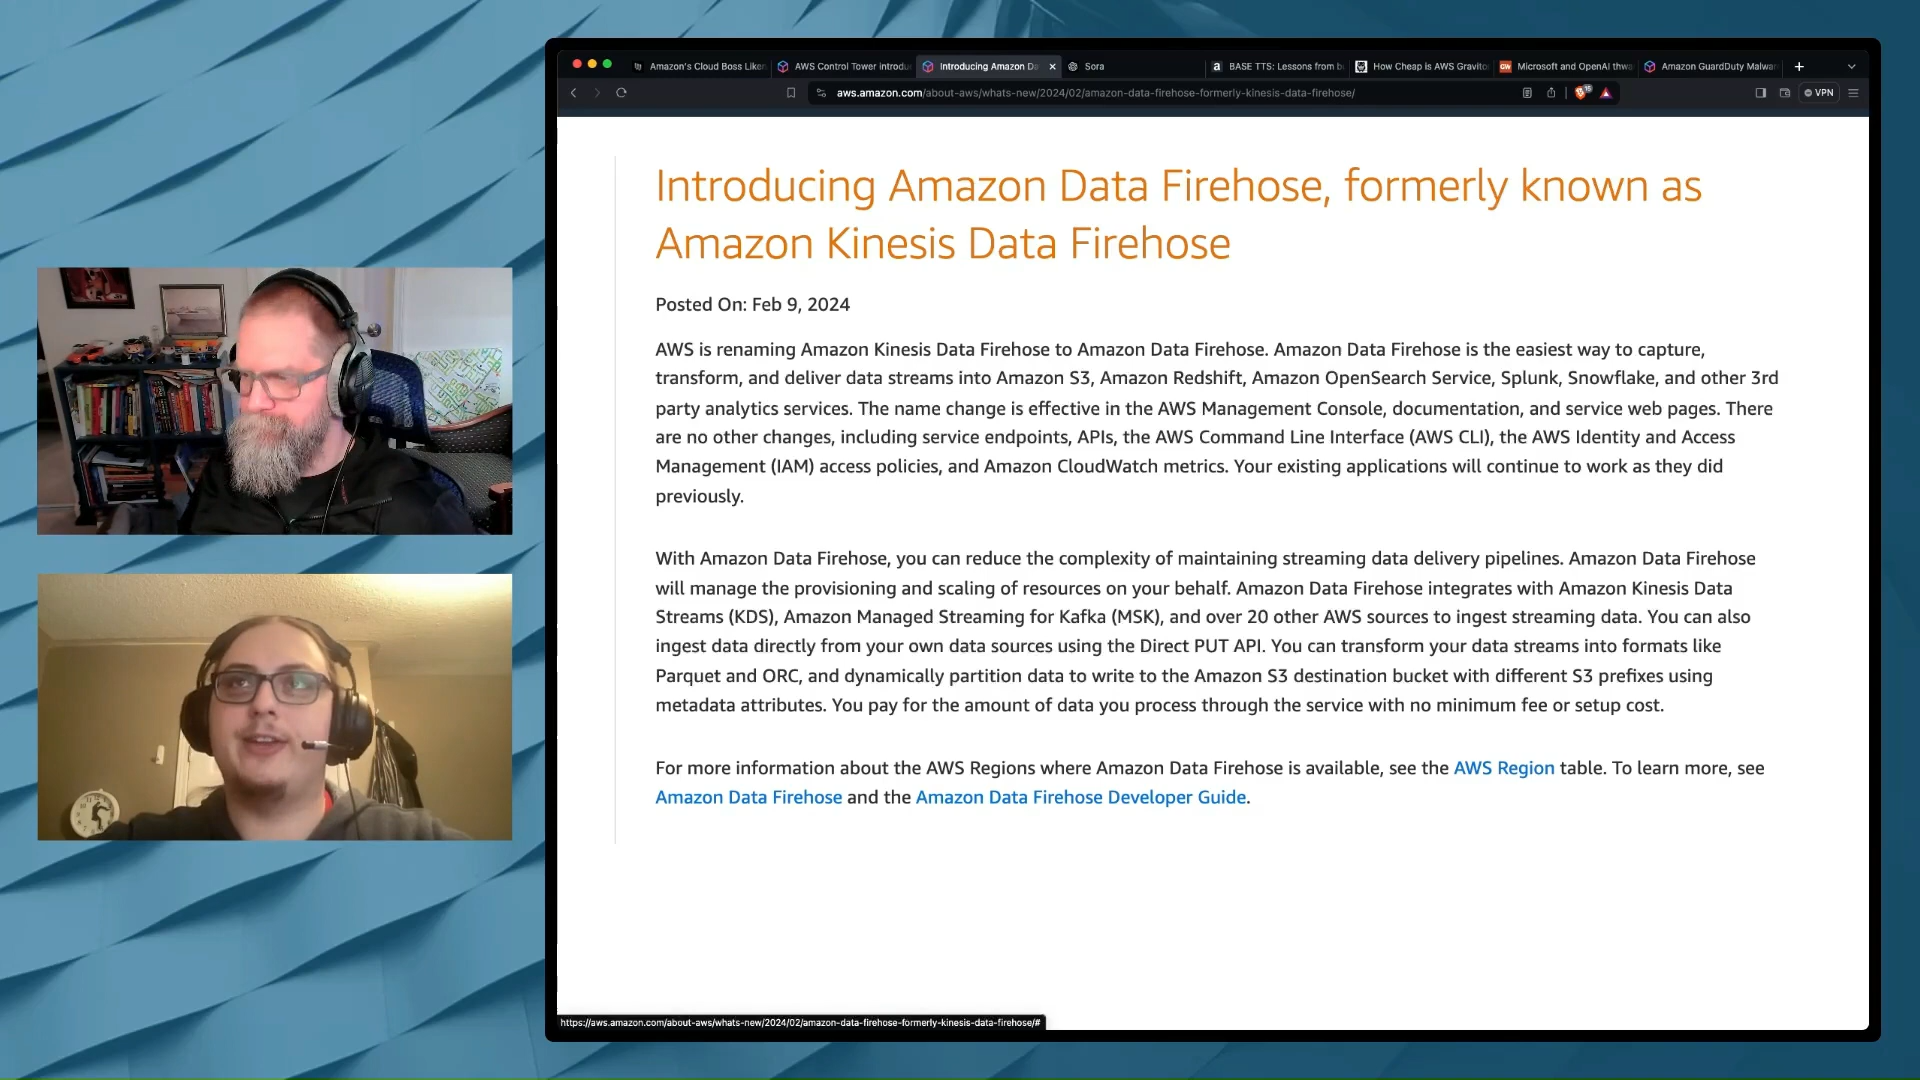 Amazon's Cloud Boss Liken
AWS Control Tower introdu
Introducing Amazon Da
Sora
BASE TTS: Lessons from b
How Cheap is AWS Gravito
Microsoft and OpenAI thwa
Amazon GuardDuty Malwar
aws.amazon.com/about-aws/whats-new/2024/02/amazon-data-firehose-formerly-kinesis-data-firehose/
VPN
Introducing Amazon Data Firehose, formerly known as
Amazon Kinesis Data Firehose
Posted On: Feb 9, 2024
AWS is renaming Amazon Kinesis Data Firehose to Amazon Data Firehose. Amazon Data Firehose is the easiest way to capture,
transform, and deliver data streams into Amazon S3, Amazon Redshift, Amazon OpenSearch Service, Splunk, Snowflake, and other 3rd
party analytics services. The name change is effective in the AWS Management Console, documentation, and service web pages. There
are no other changes, including service endpoints, APIs, the AWS Command Line Interface (AWS CLI), the AWS Identity and Access
Management (IAM) access policies, and Amazon CloudWatch metrics. Your existing applications will continue to work as they did
previously.
With Amazon Data Firehose, you can reduce the complexity of maintaining streaming data delivery pipelines. Amazon Data Firehose
will manage the provisioning and scaling of resources on your behalf. Amazon Data Firehose integrates with Amazon Kinesis Data
Streams (KDS), Amazon Managed Streaming for Kafka (MSK), and over 20 other AWS sources to ingest streaming data. You can also
ingest data directly from your own data sources using the Direct PUT API. You can transform your data streams into formats like
Parquet and ORC, and dynamically partition data to write to the Amazon S3 destination bucket with different S3 prefixes using
metadata attributes. You pay for the amount of data you process through the service with no minimum fee or setup cost.
For more information about the AWS Regions where Amazon Data Firehose is available, see the AWS Region table. To learn more, see
Amazon Data Firehose and the Amazon Data Firehose Developer Guide.
https://aws.amazon.com/about-aws/whats-new/2024/02/amazon-data-firehose-formerly-kinesis-data-firehose/#